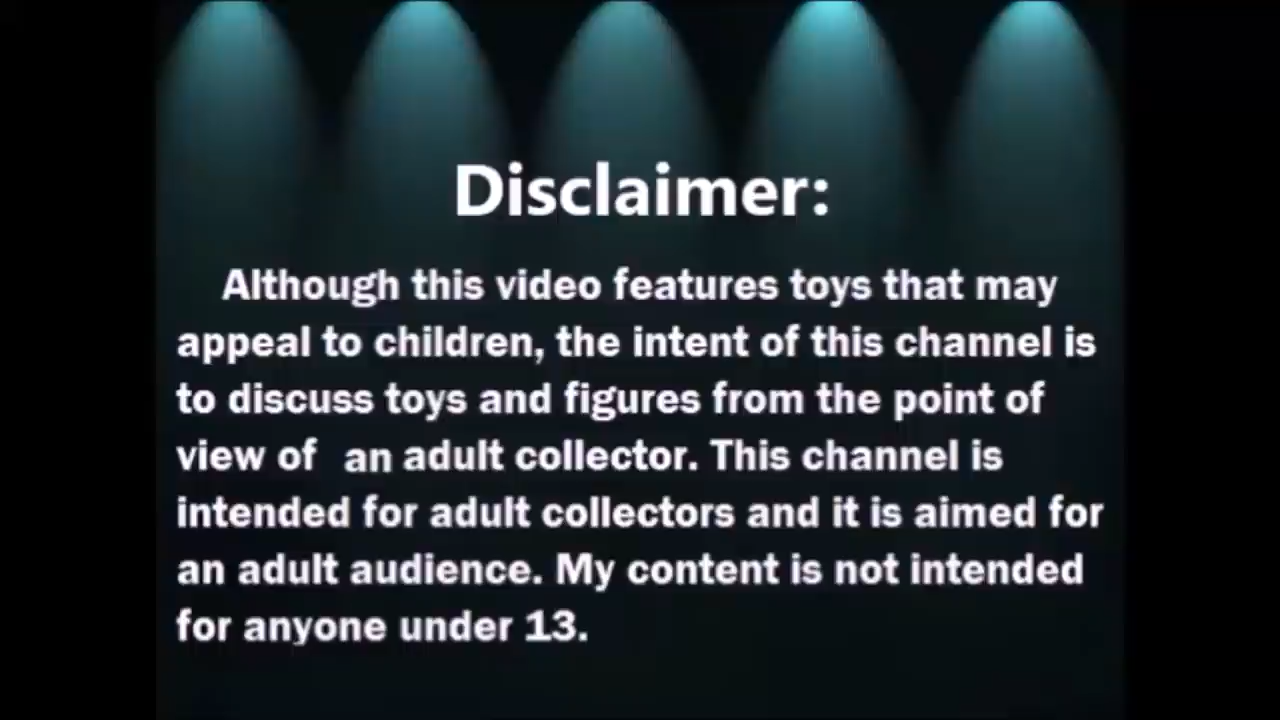 Disclaimer:
Although this video features toys that may
appeal to children, the intent of this channel is
to discuss toys and figures from the point of
view of an adult collector. This channel is
intended for adult collectors and it is aimed for
an adult audience. My content is not intended
for anyone under 13.